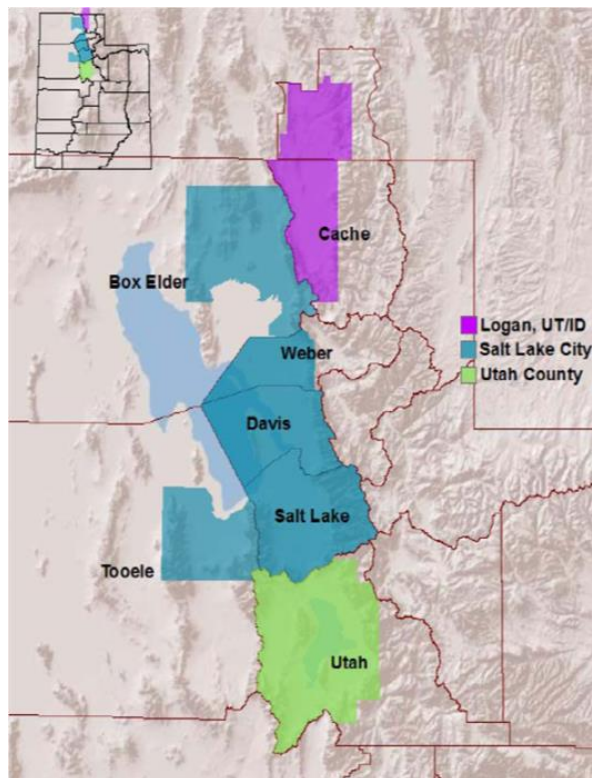 Cache
Box Elder
Logan, UT/ID
Salt Lake City
Utah County
Weber
Davis
Salt Lake
Tooele
Utah